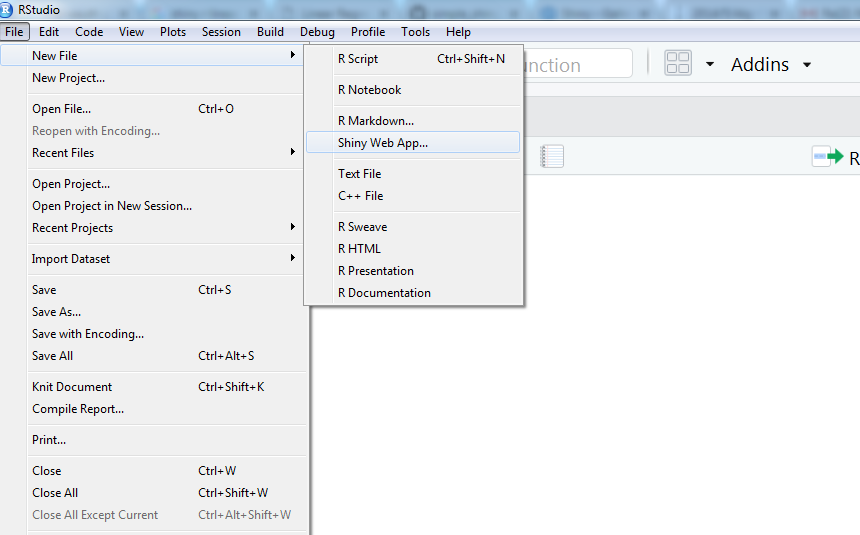 RStudio
File Edit Code View Plots Session Build Debug Profile Tools Help
New File
New Project...
Open File... Ctrl+O
Reopen with Encoding...
Recent Files
Open Project...
Open Project in New Session...
Recent Projects
Import Dataset
Save Ctrl+S
Save As...
Save with Encoding...
Save All Ctrl+Alt+S
Knit Document Ctrl+Shift+K
Compile Report...
Print...
Close Ctrl+W
Close All Ctrl+Shift+W
Close All Except Current Ctrl+Alt+Shift+W
R Script Ctrl+Shift+N
R Notebook
R Markdown...
Shiny Web App...
Text File
C++ File
R Sweave
R HTML
R Presentation
R Documentation
unction
Addins
R